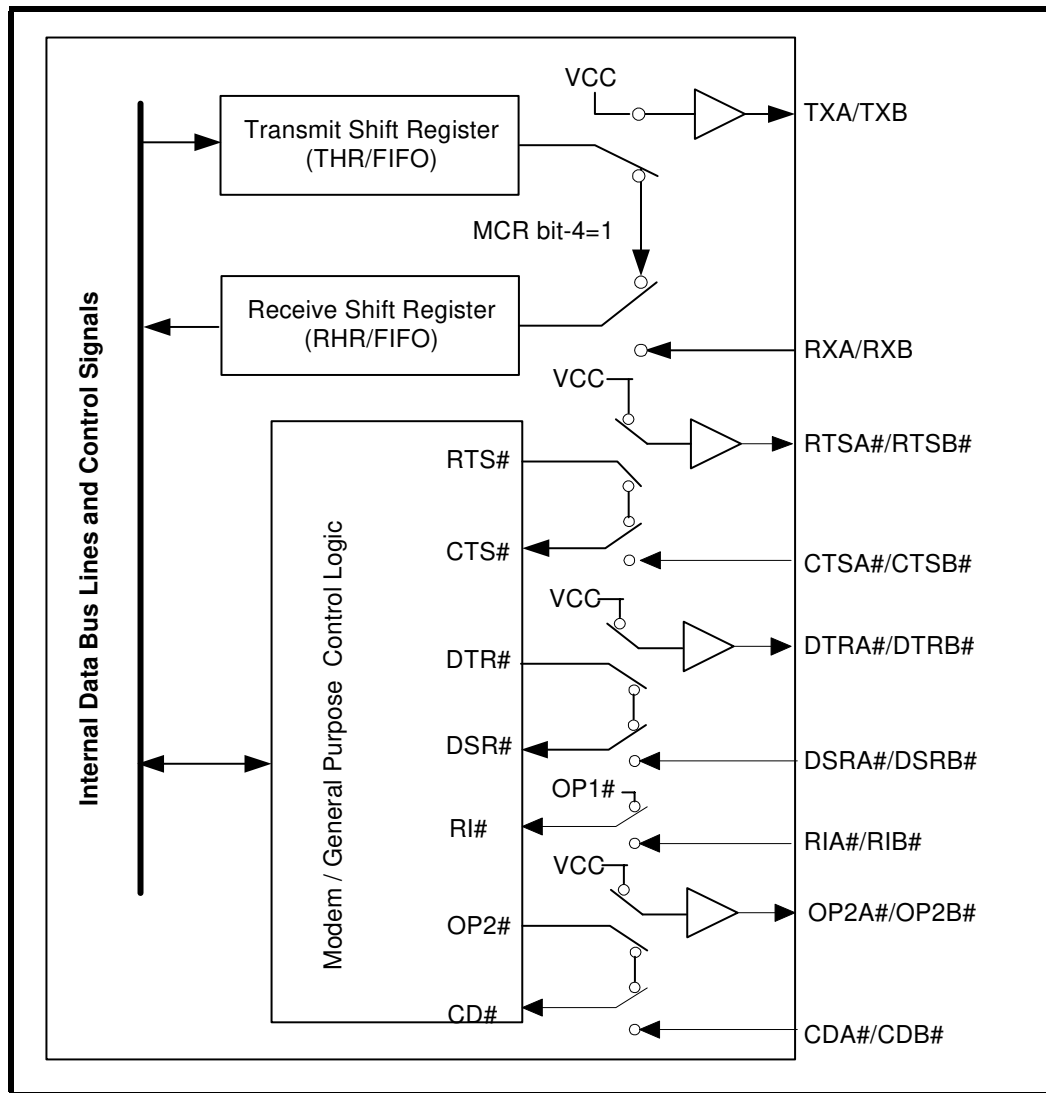 VCC
TXA/TXB
Transmit Shift Register
(THR/FIFO)
MCR bit-4=1
Receive Shift Register
(RHR/FIFO)
RXA/RXB
VCC
RTSA#/RTSB#
RTS#
CTS#
CTSA#/CTSB#
VCC
DTRA#/DTRB#
DTR#
DSR#
DSRA#/DSRB#
OP1#
RI#
RIA#/RIB#
VCC
OP2A#/OP2B#
OP2#
CD#
CDA#/CDB#
Internal Data Bus Lines and Control Signals
Modem / General Purpose Control Logic